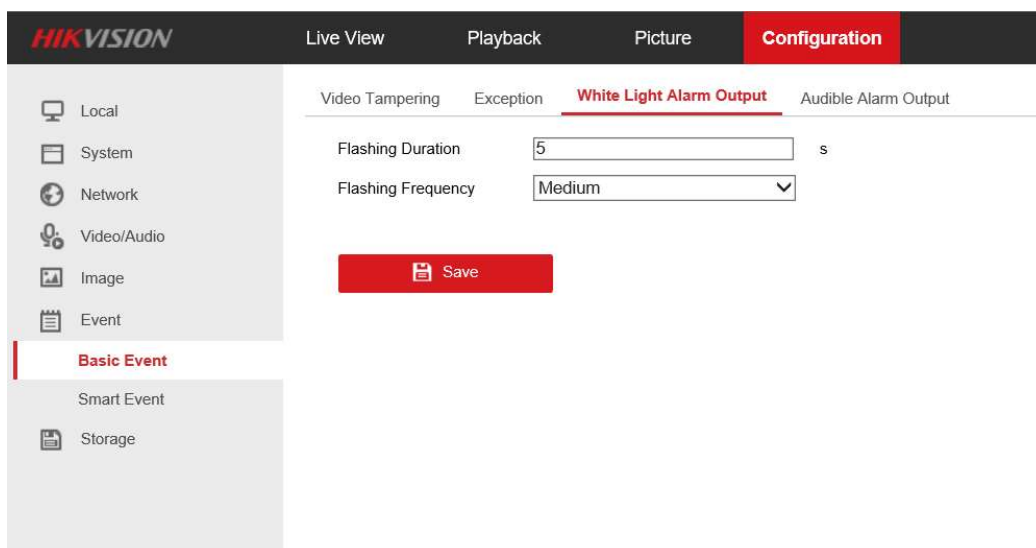 HIKVISION Live View Playback Picture Configuration
Local
System
Network
Video/Audio
Image
Event
Basic Event
Smart Event
Storage
Video Tampering Exception White Light Alarm Output Audible Alarm Output
Flashing Duration 5 s
Flashing Frequency Medium
Save